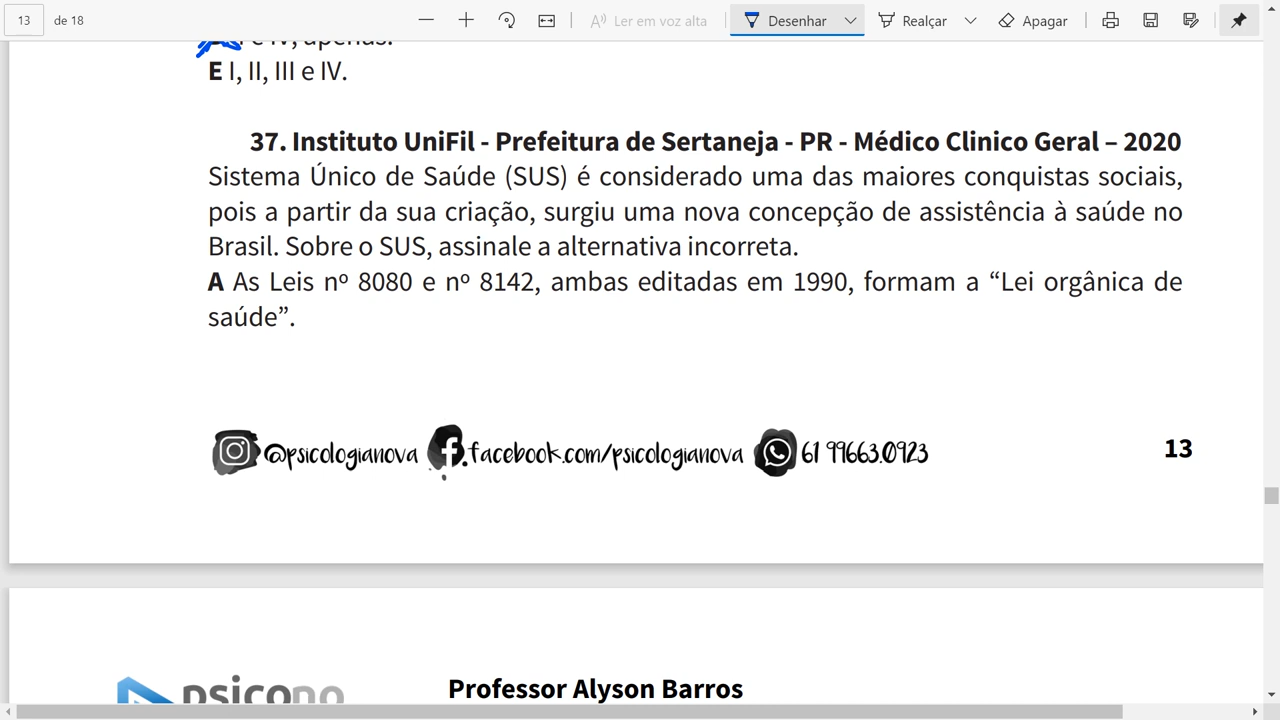 13 de 18 Ler em voz alta Desenhar Realçar Apagar
I e IV, apenas.
E I, II, III e IV.
37. Instituto UniFil - Prefeitura de Sertaneja - PR - Médico Clinico Geral – 2020
Sistema Único de Saúde (SUS) é considerado uma das maiores conquistas sociais,
pois a partir da sua criação, surgiu uma nova concepção de assistência à saúde no
Brasil. Sobre o SUS, assinale a alternativa incorreta.
A As Leis nº 8080 e nº 8142, ambas editadas em 1990, formam a “Lei orgânica de
saúde”.
@psicologianova facebook.com/psicologianova 61 99663.0923 13
psicono
Professor Alyson Barros